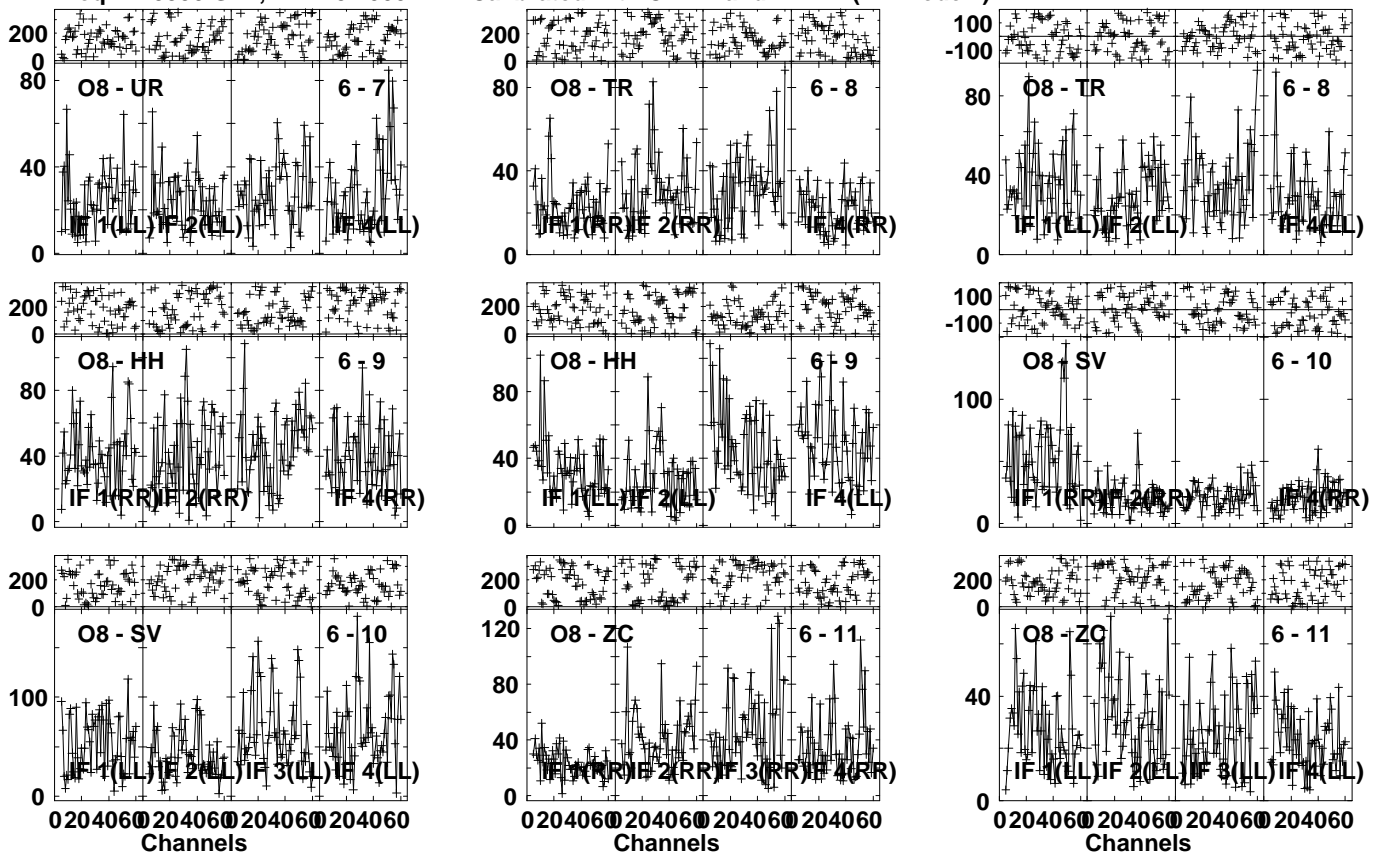 200
0
80
40
0
O8 - UR 6 - 7
IF 1(LL) IF 2(LL) IF 4(LL)
200
0
80
40
0
O8 - TR 6 - 8
IF 1(RR) IF 2(RR) IF 4(RR)
100
-100
80
40
0
O8 - TR 6 - 8
IF 1(LL) IF 2(LL) IF 4(LL)
200
0
80
40
0
O8 - HH 6 - 9
IF 1(RR) IF 2(RR) IF 4(RR)
200
0
80
40
0
O8 - HH 6 - 9
IF 1(LL) IF 2(LL) IF 4(LL)
100
-100
100
0
O8 - SV 6 - 10
IF 1(RR) IF 2(RR) IF 4(RR)
200
0
100
0
O8 - SV 6 - 10
IF 1(LL) IF 2(LL) IF 3(LL) IF 4(LL)
0 20 40 60 0 20 40 60 0 20 40 60 0 20 40 60
Channels
200
0
120
80
40
0
O8 - ZC 6 - 11
IF 1(RR) IF 2(RR) IF 3(RR) IF 4(RR)
0 20 40 60 0 20 40 60 0 20 40 60 0 20 40 60
Channels
200
0
40
0
O8 - ZC 6 - 11
IF 1(LL) IF 2(LL) IF 3(LL) IF 4(LL)
0 20 40 60 0 20 40 60 0 20 40 60 0 20 40 60
Channels